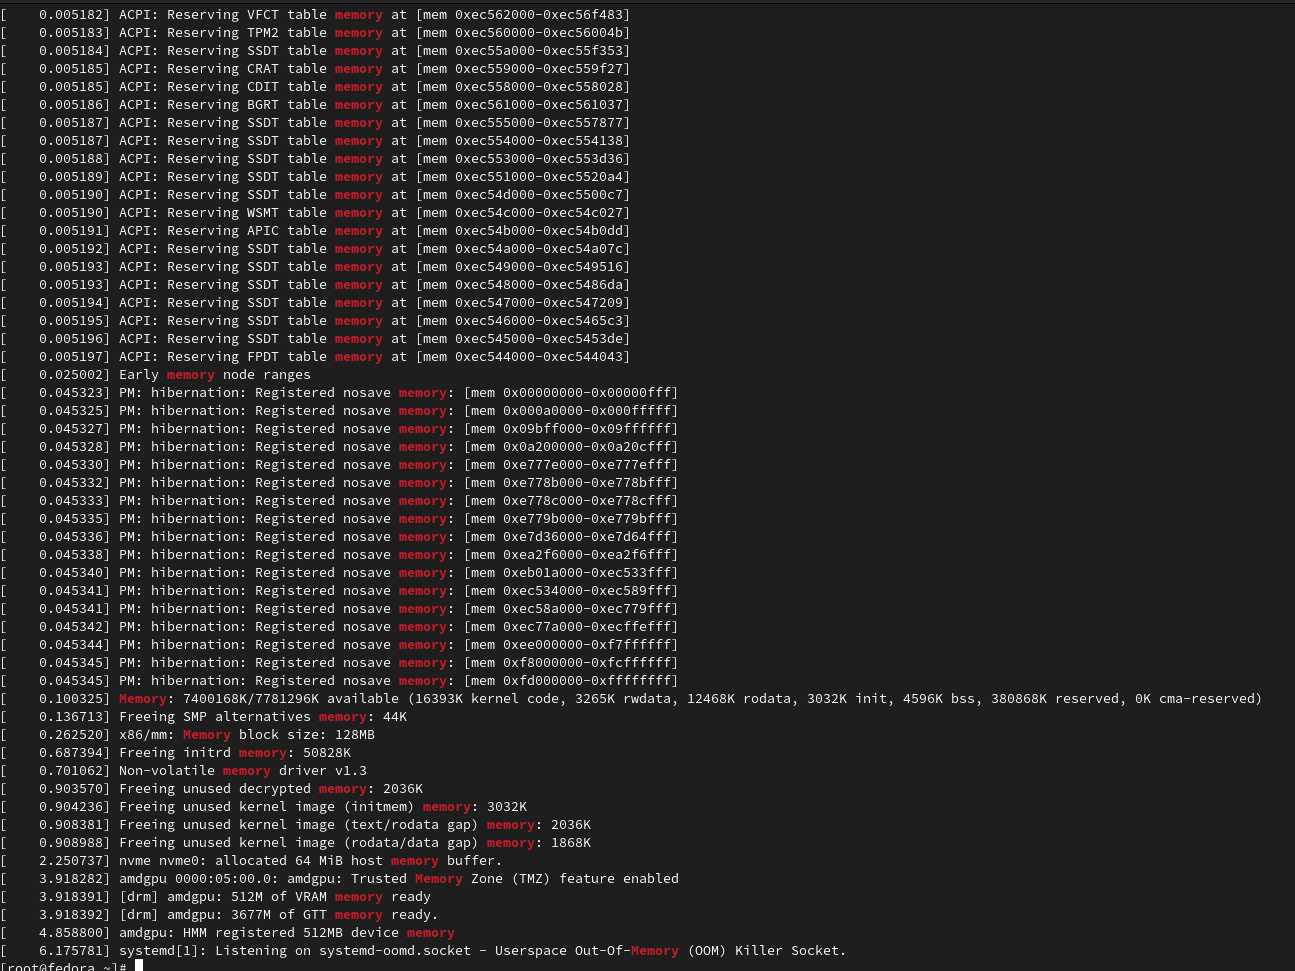 [    0.005182] ACPI: Reserving VFCT table memory at [mem 0xec562000-0xec56f483]
[    0.005183] ACPI: Reserving TPM2 table memory at [mem 0xec560000-0xec56004b]
[    0.005184] ACPI: Reserving SSDT table memory at [mem 0xec55a000-0xec55f353]
[    0.005185] ACPI: Reserving CRAT table memory at [mem 0xec559000-0xec559f27]
[    0.005185] ACPI: Reserving CDIT table memory at [mem 0xec558000-0xec558028]
[    0.005186] ACPI: Reserving BGRT table memory at [mem 0xec561000-0xec561037]
[    0.005187] ACPI: Reserving SSDT table memory at [mem 0xec555000-0xec557877]
[    0.005187] ACPI: Reserving SSDT table memory at [mem 0xec554000-0xec554138]
[    0.005188] ACPI: Reserving SSDT table memory at [mem 0xec553000-0xec553d36]
[    0.005189] ACPI: Reserving SSDT table memory at [mem 0xec551000-0xec5520a4]
[    0.005190] ACPI: Reserving SSDT table memory at [mem 0xec54d000-0xec5500c7]
[    0.005190] ACPI: Reserving WSMT table memory at [mem 0xec54c000-0xec54c027]
[    0.005191] ACPI: Reserving APIC table memory at [mem 0xec54b000-0xec54b0dd]
[    0.005192] ACPI: Reserving SSDT table memory at [mem 0xec54a000-0xec54a07c]
[    0.005193] ACPI: Reserving SSDT table memory at [mem 0xec549000-0xec549516]
[    0.005193] ACPI: Reserving SSDT table memory at [mem 0xec548000-0xec5486da]
[    0.005194] ACPI: Reserving SSDT table memory at [mem 0xec547000-0xec547209]
[    0.005195] ACPI: Reserving SSDT table memory at [mem 0xec546000-0xec5465c3]
[    0.005196] ACPI: Reserving SSDT table memory at [mem 0xec545000-0xec5453de]
[    0.005197] ACPI: Reserving FPDT table memory at [mem 0xec544000-0xec544043]
[    0.025002] Early memory node ranges
[    0.045323] PM: hibernation: Registered nosave memory: [mem 0x00000000-0x00000fff]
[    0.045325] PM: hibernation: Registered nosave memory: [mem 0x000a0000-0x000fffff]
[    0.045327] PM: hibernation: Registered nosave memory: [mem 0x09bff000-0x09ffffff]
[    0.045328] PM: hibernation: Registered nosave memory: [mem 0x0a200000-0x0a20cfff]
[    0.045330] PM: hibernation: Registered nosave memory: [mem 0xe777e000-0xe777efff]
[    0.045332] PM: hibernation: Registered nosave memory: [mem 0xe778b000-0xe778bfff]
[    0.045333] PM: hibernation: Registered nosave memory: [mem 0xe778c000-0xe778cfff]
[    0.045335] PM: hibernation: Registered nosave memory: [mem 0xe779b000-0xe779bfff]
[    0.045336] PM: hibernation: Registered nosave memory: [mem 0xe7d36000-0xe7d64fff]
[    0.045338] PM: hibernation: Registered nosave memory: [mem 0xea2f6000-0xea2f6fff]
[    0.045340] PM: hibernation: Registered nosave memory: [mem 0xeb01a000-0xec533fff]
[    0.045341] PM: hibernation: Registered nosave memory: [mem 0xec534000-0xec589fff]
[    0.045341] PM: hibernation: Registered nosave memory: [mem 0xec58a000-0xec779fff]
[    0.045342] PM: hibernation: Registered nosave memory: [mem 0xec77a000-0xecffefff]
[    0.045344] PM: hibernation: Registered nosave memory: [mem 0xee000000-0xf7ffffff]
[    0.045345] PM: hibernation: Registered nosave memory: [mem 0xf8000000-0xfcffffff]
[    0.045345] PM: hibernation: Registered nosave memory: [mem 0xfd000000-0xffffffff]
[    0.100325] Memory: 7400168K/7781296K available (16393K kernel code, 3265K rwdata, 12468K rodata, 3032K init, 4596K bss, 380868K reserved, 0K cma-reserved)
[    0.136713] Freeing SMP alternatives memory: 44K
[    0.262520] x86/mm: Memory block size: 128MB
[    0.687394] Freeing initrd memory: 50828K
[    0.701062] Non-volatile memory driver v1.3
[    0.903570] Freeing unused decrypted memory: 2036K
[    0.904236] Freeing unused kernel image (initmem) memory: 3032K
[    0.908381] Freeing unused kernel image (text/rodata gap) memory: 2036K
[    0.908988] Freeing unused kernel image (rodata/data gap) memory: 1868K
[    2.250737] nvme nvme0: allocated 64 MiB host memory buffer.
[    3.918282] amdgpu 0000:05:00.0: amdgpu: Trusted Memory Zone (TMZ) feature enabled
[    3.918391] [drm] amdgpu: 512M of VRAM memory ready
[    3.918392] [drm] amdgpu: 3677M of GTT memory ready.
[    4.858800] amdgpu: HMM registered 512MB device memory
[    6.175781] systemd[1]: Listening on systemd-oomd.socket - Userspace Out-Of-Memory (OOM) Killer Socket.
[root@fedora ~]#